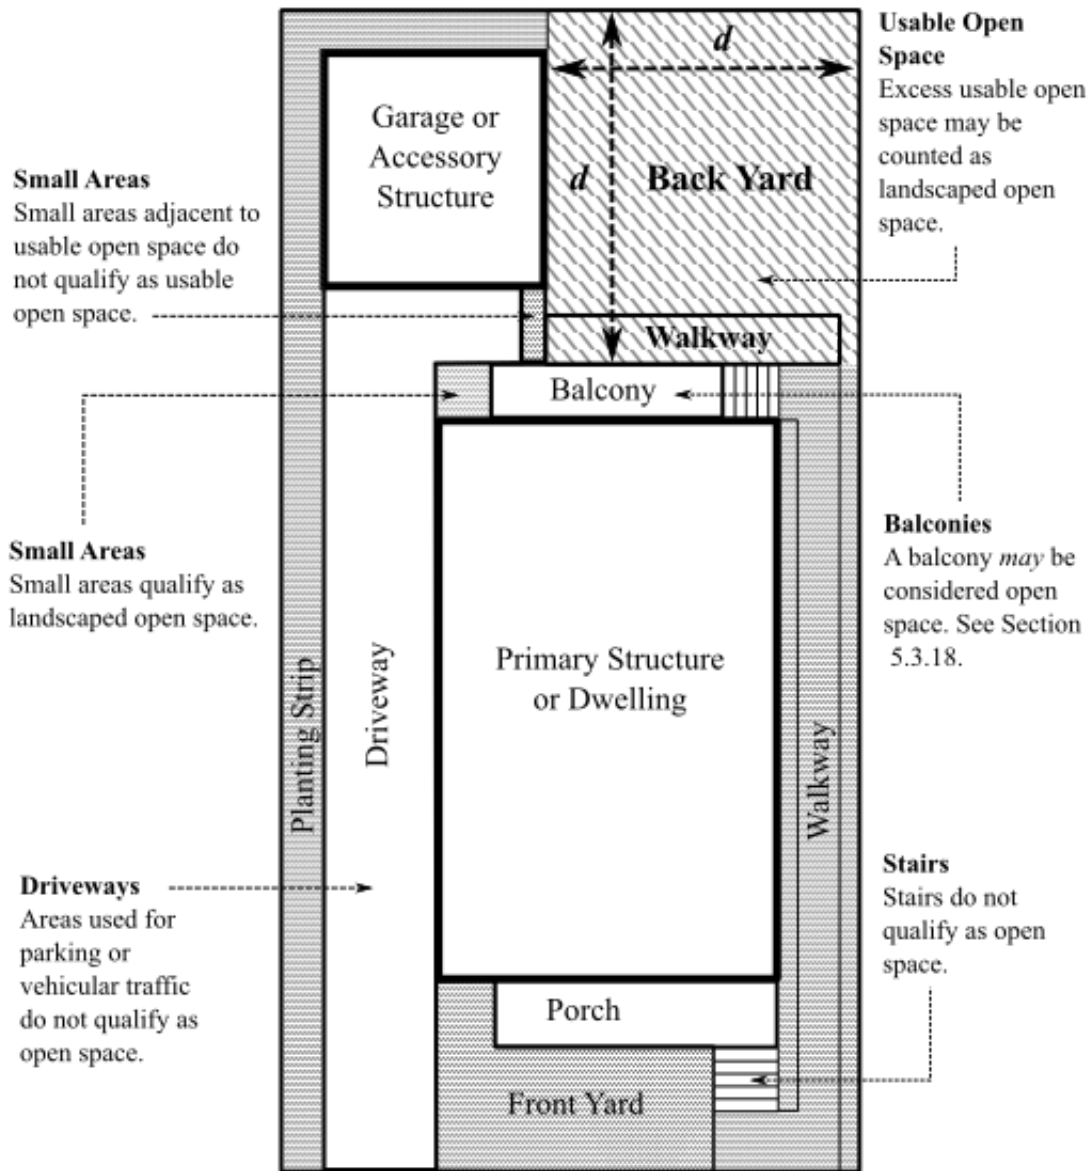 Usable Open
Space
Excess usable open
space may be
counted as
landscaped open
space.
d
d
Back Yard
Garage or
Accessory
Structure
Small Areas
Small areas adjacent to
usable open space do
not qualify as usable
open space.
Walkway
Balcony
Small Areas
Small areas qualify as
landscaped open space.
Balconies
A balcony may be
considered open
space. See Section
5.3.18.
Primary Structure
or Dwelling
Planting Strip
Driveway
Walkway
Driveways
Areas used for
parking or
vehicular traffic
do not qualify as
open space.
Stairs
Stairs do not
qualify as open
space.
Porch
Front Yard